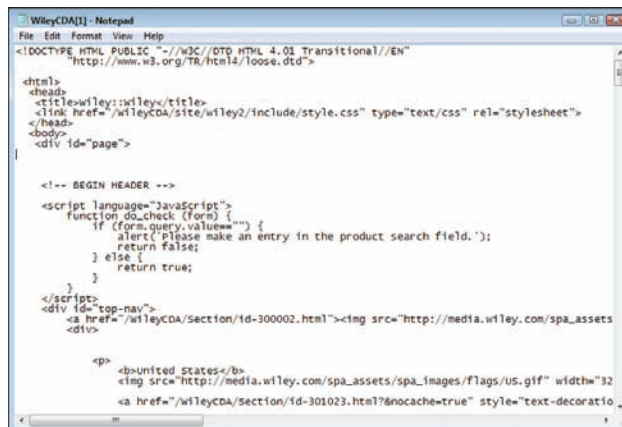 WileyCDA[1] - Notepad
File Edit Format View Help
<!DOCTYPE HTML PUBLIC "-//W3C//DTD HTML 4.01 Transitional//EN"
"http://www.w3.org/TR/html4/loose.dtd">
<html>
<head>
<title>Wiley::Wiley</title>
<link href="/WileyCDA/site/wiley2/include/style.css" type="text/css" rel="stylesheet">
</head>
<body>
<div id="page">
<!-- BEGIN HEADER -->
<script language="JavaScript">
function do_check (form) {
if (form.query.value=="") {
alert('Please make an entry in the product search field.');
return false;
} else {
return true;
}
}
</script>
<div id="top-nav">
<a href="/WileyCDA/Section/id-300002.html"><img src="http://media.wiley.com/spa_assets
<div>
<p>
<b>United States</b>
<img src="http://media.wiley.com/spa_assets/spa_images/flags/US.gif" width="32
<a href="/WileyCDA/Section/id-301023.html?&nocache=true" style="text-decoratio